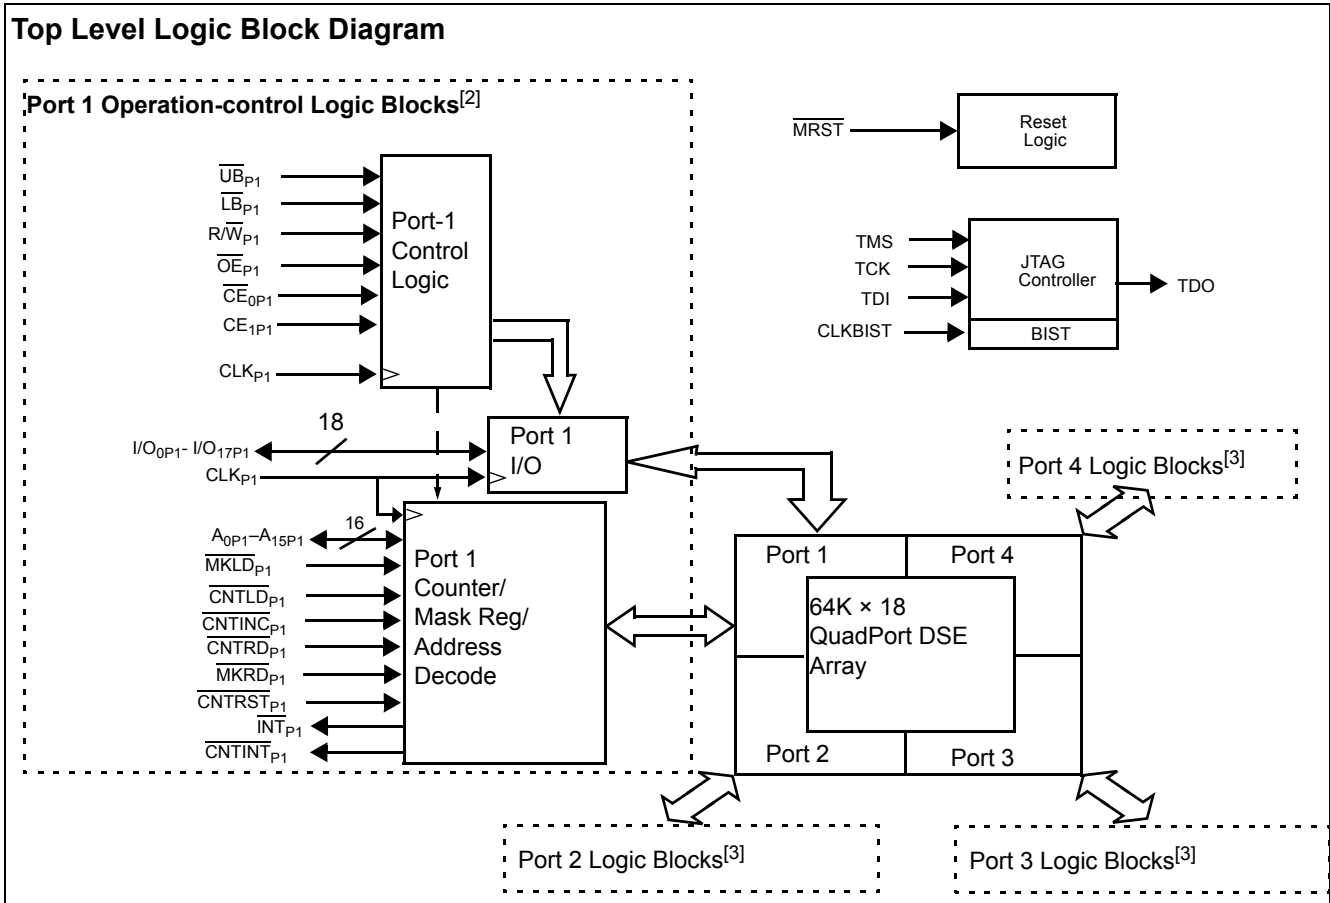 Top Level Logic Block Diagram
Port 1 Operation-control Logic Blocks[2]
MRST
Reset
Logic
UBP1
LBP1
R/WP1
OEP1
CE0P1
CE1P1
CLKP1
Port-1
Control
Logic
TMS
TCK
TDI
CLKBIST
JTAG
Controller
BIST
TDO
18
I/O0P1- I/O17P1
CLKP1
Port 1
I/O
Port 4 Logic Blocks[3]
16
A0P1–A15P1
MKLDP1
CNTLDP1
CNTINCP1
CNTRDP1
MKRDP1
CNTRSTP1
INTP1
CNTINTP1
Port 1
Counter/
Mask Reg/
Address
Decode
Port 1
Port 4
64K × 18
QuadPort DSE
Array
Port 2
Port 3
Port 2 Logic Blocks[3]
Port 3 Logic Blocks[3]